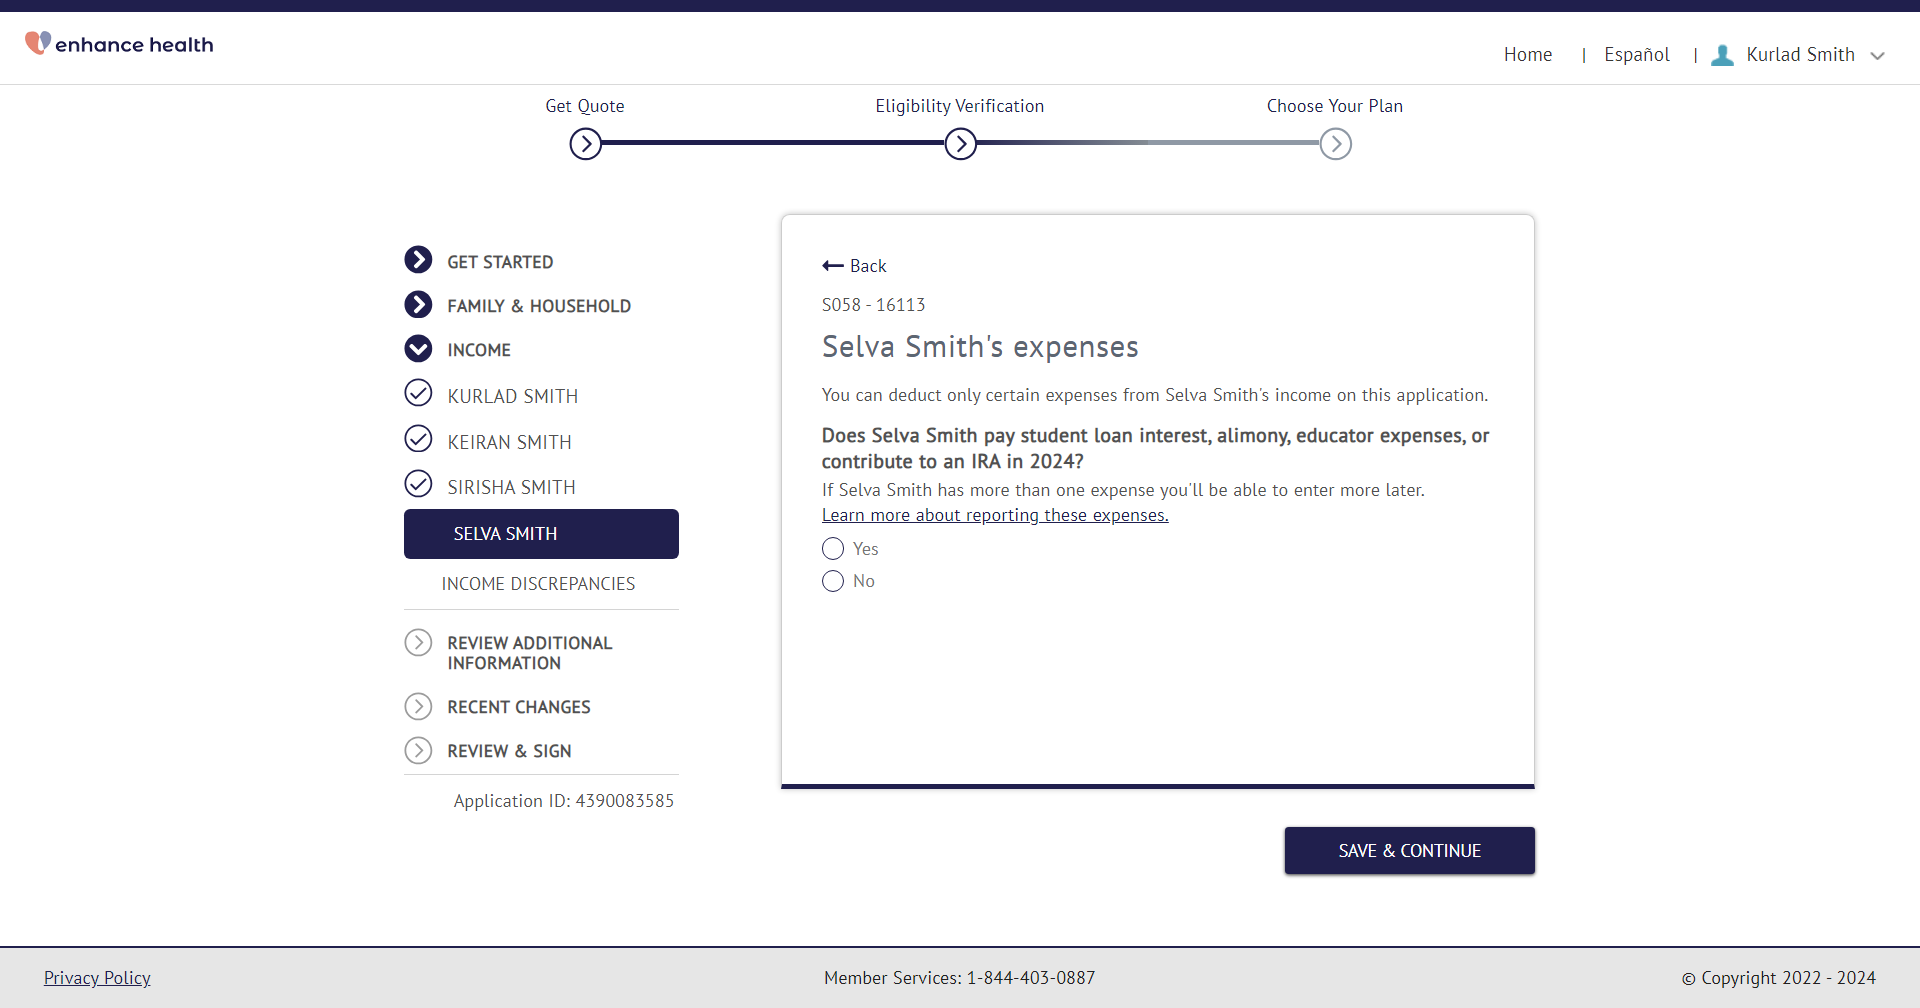 enhance health
Home | Español | Kurlad Smith
Get Quote
Eligibility Verification
Choose Your Plan
GET STARTED
FAMILY & HOUSEHOLD
INCOME
KURLAD SMITH
KEIRAN SMITH
SIRISHA SMITH
SELVA SMITH
INCOME DISCREPANCIES
REVIEW ADDITIONAL
INFORMATION
RECENT CHANGES
REVIEW & SIGN
Application ID: 4390083585
Back
S058 - 16113
Selva Smith's expenses
You can deduct only certain expenses from Selva Smith's income on this application.
Does Selva Smith pay student loan interest, alimony, educator expenses, or
contribute to an IRA in 2024?
If Selva Smith has more than one expense you'll be able to enter more later.
Learn more about reporting these expenses.
Yes
No
SAVE & CONTINUE
Privacy Policy
Member Services: 1-844-403-0887
© Copyright 2022 - 2024